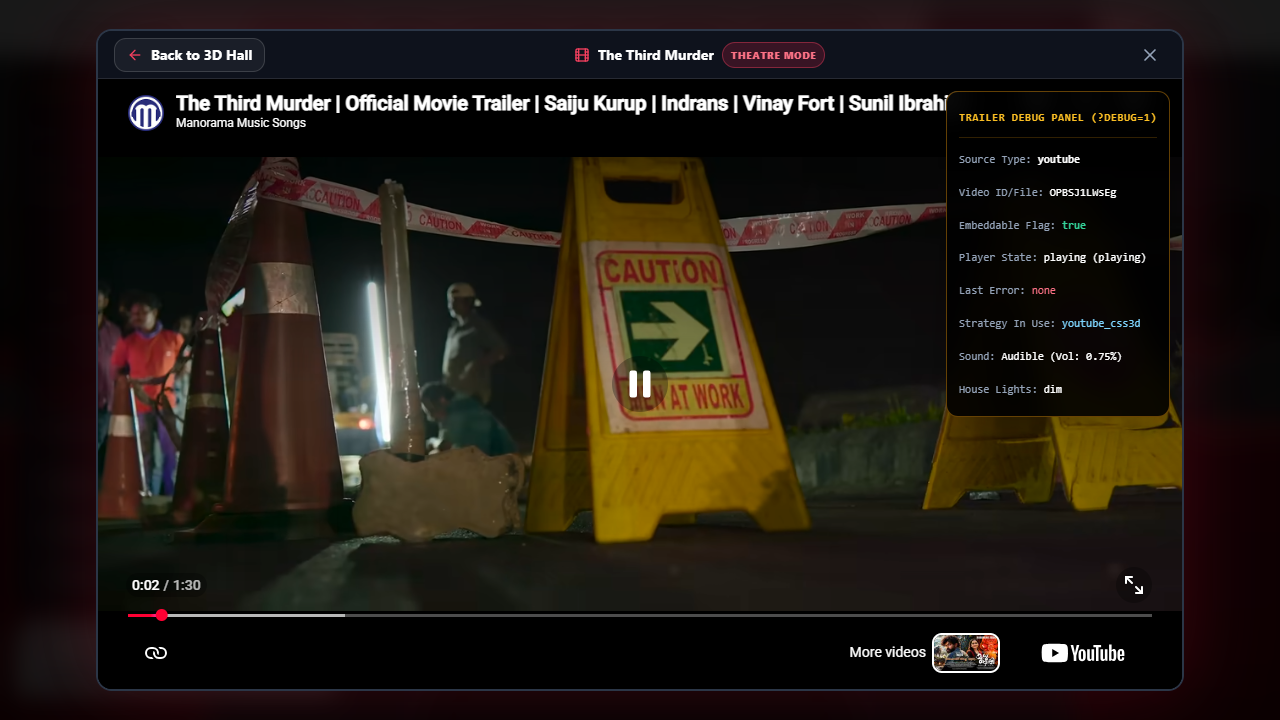 Back to 3D Hall
The Third Murder
THEATRE MODE
The Third Murder | Official Movie Trailer | Saiju Kurup | Indrans | Vinay Fort | Sunil Ibrahi
Manorama Music Songs
TRAILER DEBUG PANEL (?DEBUG=1)
Source Type: youtube
Video ID/File: OPBSJ1LWsEg
Embeddable Flag: true
Player State: playing (playing)
Last Error: none
Strategy In Use: youtube_css3d
Sound: Audible (Vol: 0.75%)
House Lights: dim
CAUTION
CAUTION
CAUTION
CAUTION
CAUTION
CAUTION
MEN AT WORK
0:02 / 1:30
More videos
YouTube